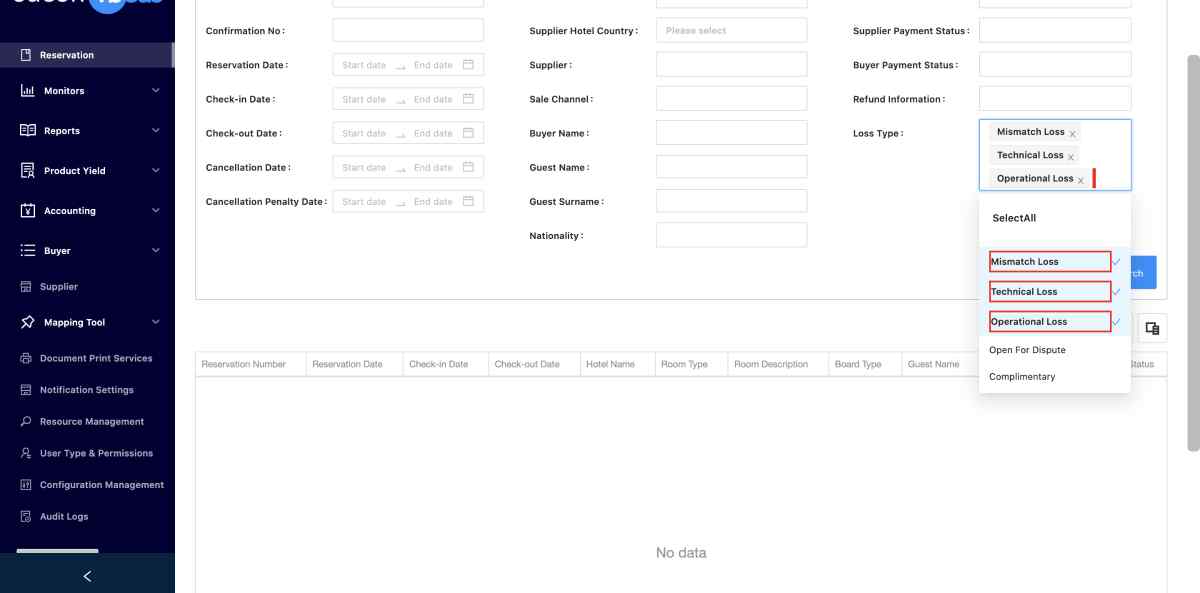 Reservation
Monitors
Reports
Product Yield
Accounting
Buyer
Supplier
Mapping Tool
Document Print Services
Notification Settings
Resource Management
User Type & Permissions
Configuration Management
Audit Logs
Confirmation No :
Reservation Date :
Start date
End date
Check-in Date :
Start date
End date
Check-out Date :
Start date
End date
Cancellation Date :
Start date
End date
Cancellation Penalty Date :
Start date
End date
Supplier Hotel Country :
Please select
Supplier :
Sale Channel :
Buyer Name :
Guest Name :
Guest Surname :
Nationality :
Supplier Payment Status :
Buyer Payment Status :
Refund Information :
Loss Type :
Mismatch Loss x
Technical Loss x
Operational Loss x
SelectAll
Mismatch Loss
Technical Loss
Operational Loss
Open For Dispute
Complimentary
rch
Reservation Number
Reservation Date
Check-in Date
Check-out Date
Hotel Name
Room Type
Room Description
Board Type
Guest Name
Status
No data